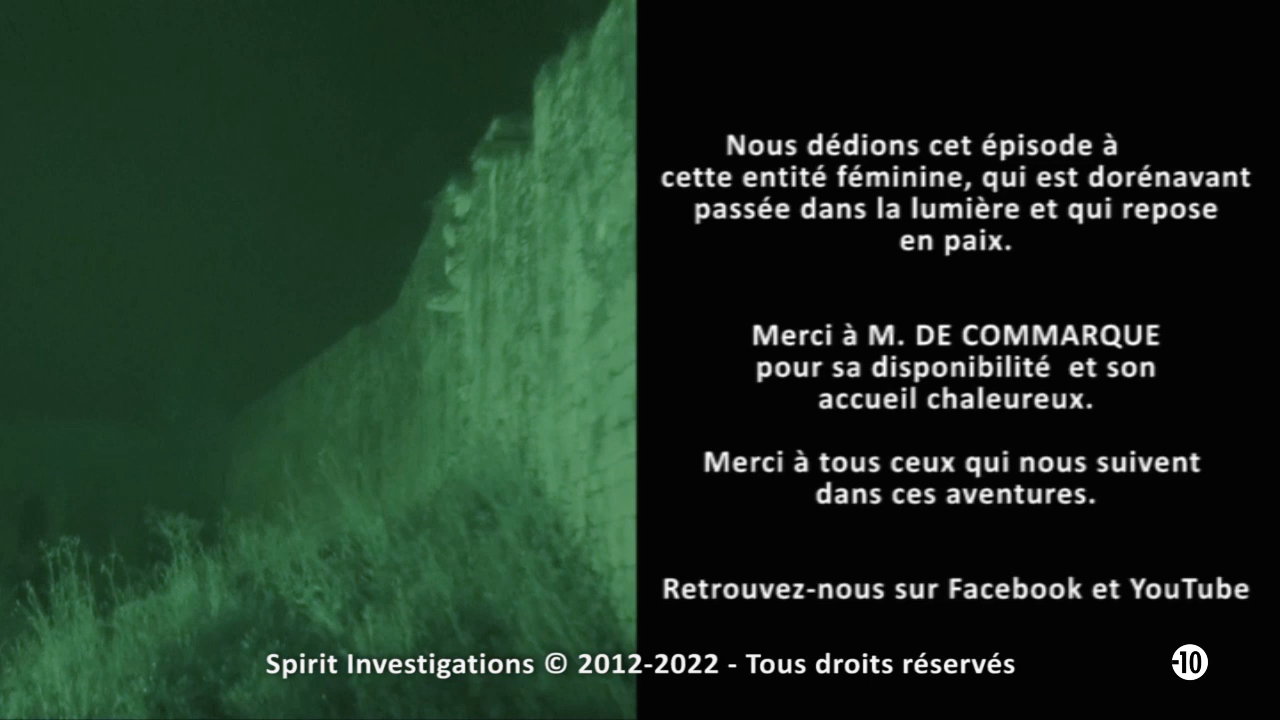 Nous dédions cet épisode à
cette entité féminine, qui est dorénavant
passée dans la lumière et qui repose
en paix.
Merci à M. DE COMMARQUE
pour sa disponibilité et son
accueil chaleureux.
Merci à tous ceux qui nous suivent
dans ces aventures.
Retrouvez-nous sur Facebook et YouTube
Spirit Investigations © 2012-2022 - Tous droits réservés
-10